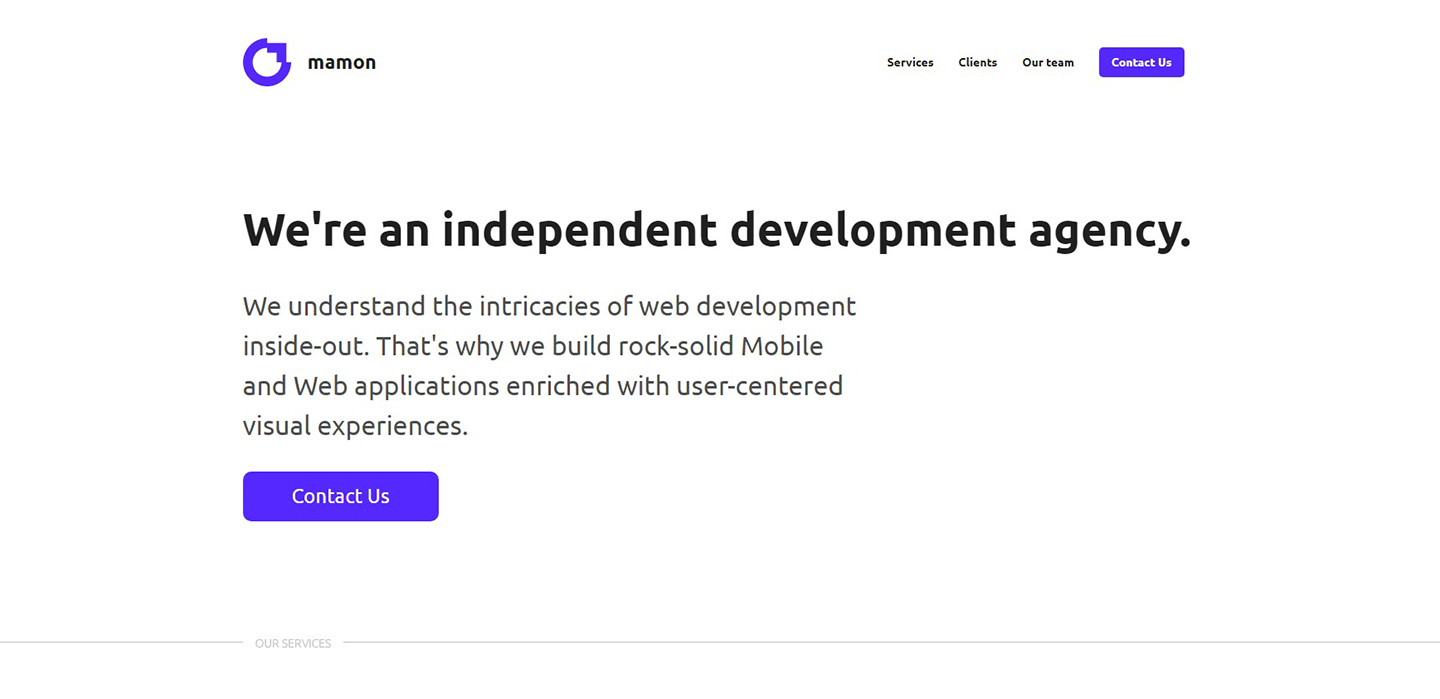 mamon
Services Clients Our team Contact Us
We're an independent development agency.
We understand the intricacies of web development
inside-out. That's why we build rock-solid Mobile
and Web applications enriched with user-centered
visual experiences.
Contact Us
OUR SERVICES